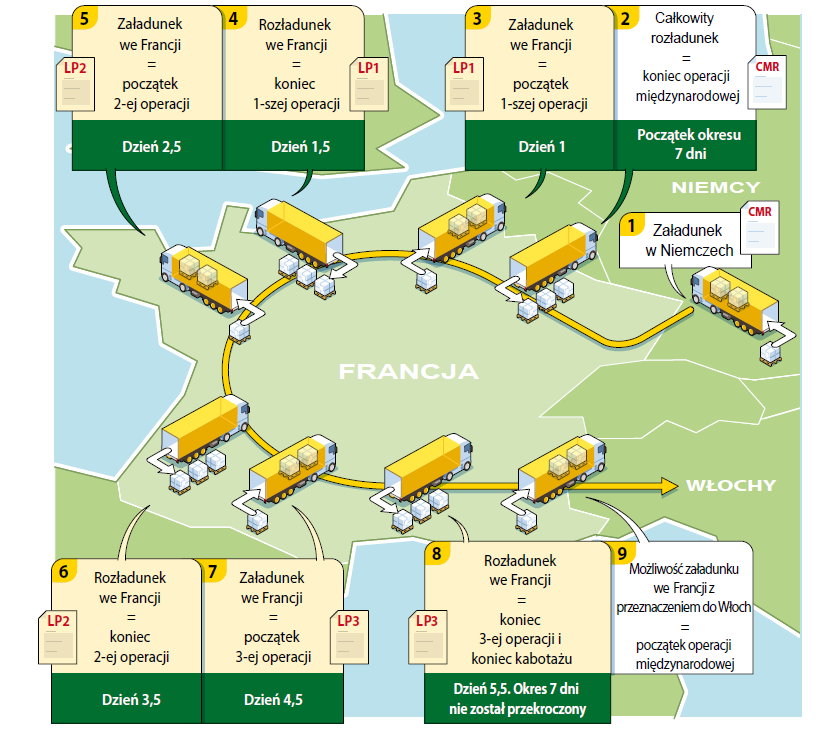 5
Załadunek
we Francji
=
początek
2-ej operacji
LP2
Dzień 2,5
4
Rozładunek
we Francji
=
koniec
1-szej operacji
LP1
Dzień 1,5
3
Załadunek
we Francji
=
początek
1-szej operacji
LP1
Dzień 1
2
Całkowity
rozładunek
=
koniec operacji
międzynarodowej
CMR
Początek okresu
7 dni
NIEMCY
1
Załadunek
w Niemczech
CMR
FRANCJA
WŁOCHY
6
Rozładunek
we Francji
=
koniec
2-ej operacji
LP2
Dzień 3,5
7
Załadunek
we Francji
=
początek
3-ej operacji
LP3
Dzień 4,5
8
Rozładunek
we Francji
=
koniec
3-ej operacji i
koniec kabotażu
LP3
Dzień 5,5. Okres 7 dni
nie został przekroczony
9
Możliwość załadunku
we Francji z
przeznaczeniem do Włoch
=
początek operacji
międzynarodowej